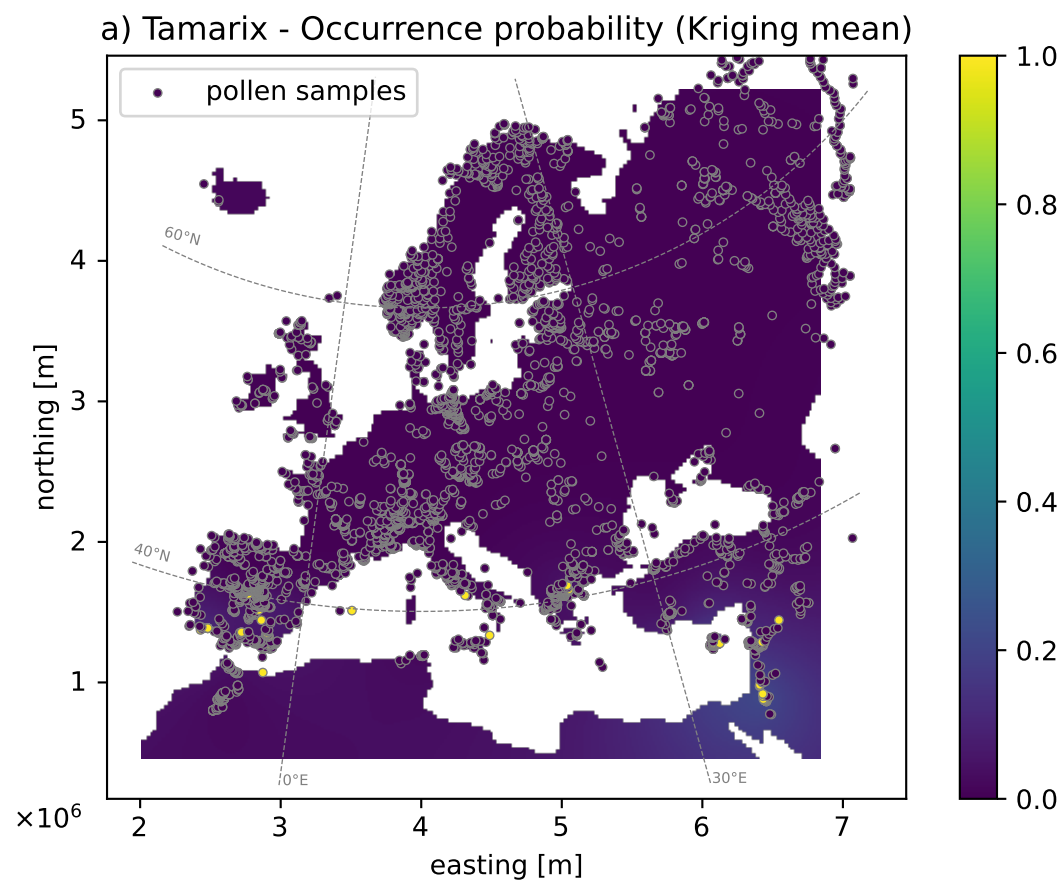 a) Tamarix - Occurrence probability (Kriging mean)
pollen samples
1.0
0.8
0.6
0.4
0.2
0.0
5
4
3
2
1
northing [m]
60°N
40°N
0°E
30°E
×10⁶
2
3
4
5
6
7
easting [m]